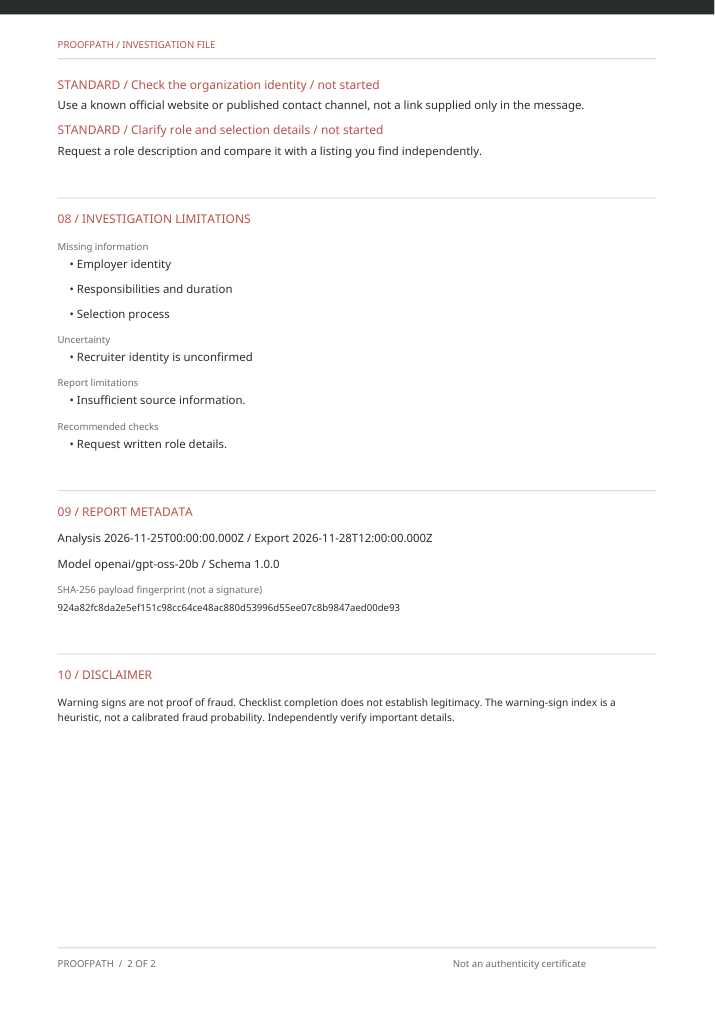 PROOFPATH / INVESTIGATION FILE
STANDARD / Check the organization identity / not started
Use a known official website or published contact channel, not a link supplied only in the message.
STANDARD / Clarify role and selection details / not started
Request a role description and compare it with a listing you find independently.
08 / INVESTIGATION LIMITATIONS
Missing information
• Employer identity
• Responsibilities and duration
• Selection process
Uncertainty
• Recruiter identity is unconfirmed
Report limitations
• Insufficient source information.
Recommended checks
• Request written role details.
09 / REPORT METADATA
Analysis 2026-11-25T00:00:00.000Z / Export 2026-11-28T12:00:00.000Z
Model openai/gpt-oss-20b / Schema 1.0.0
SHA-256 payload fingerprint (not a signature)
924a82fc8da2e5ef151c98cc64ce48ac880d53996d55ee07c8b9847aed00de93
10 / DISCLAIMER
Warning signs are not proof of fraud. Checklist completion does not establish legitimacy. The warning-sign index is a
heuristic, not a calibrated fraud probability. Independently verify important details.
PROOFPATH / 2 OF 2
Not an authenticity certificate